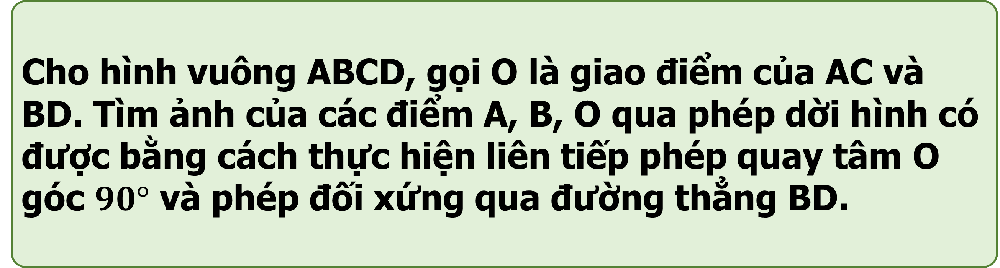 Cho hình vuông ABCD, gọi O là giao điểm của AC và
BD. Tìm ảnh của các điểm A, B, O qua phép dời hình có
được bằng cách thực hiện liên tiếp phép quay tâm O
góc 90° và phép đối xứng qua đường thẳng BD.